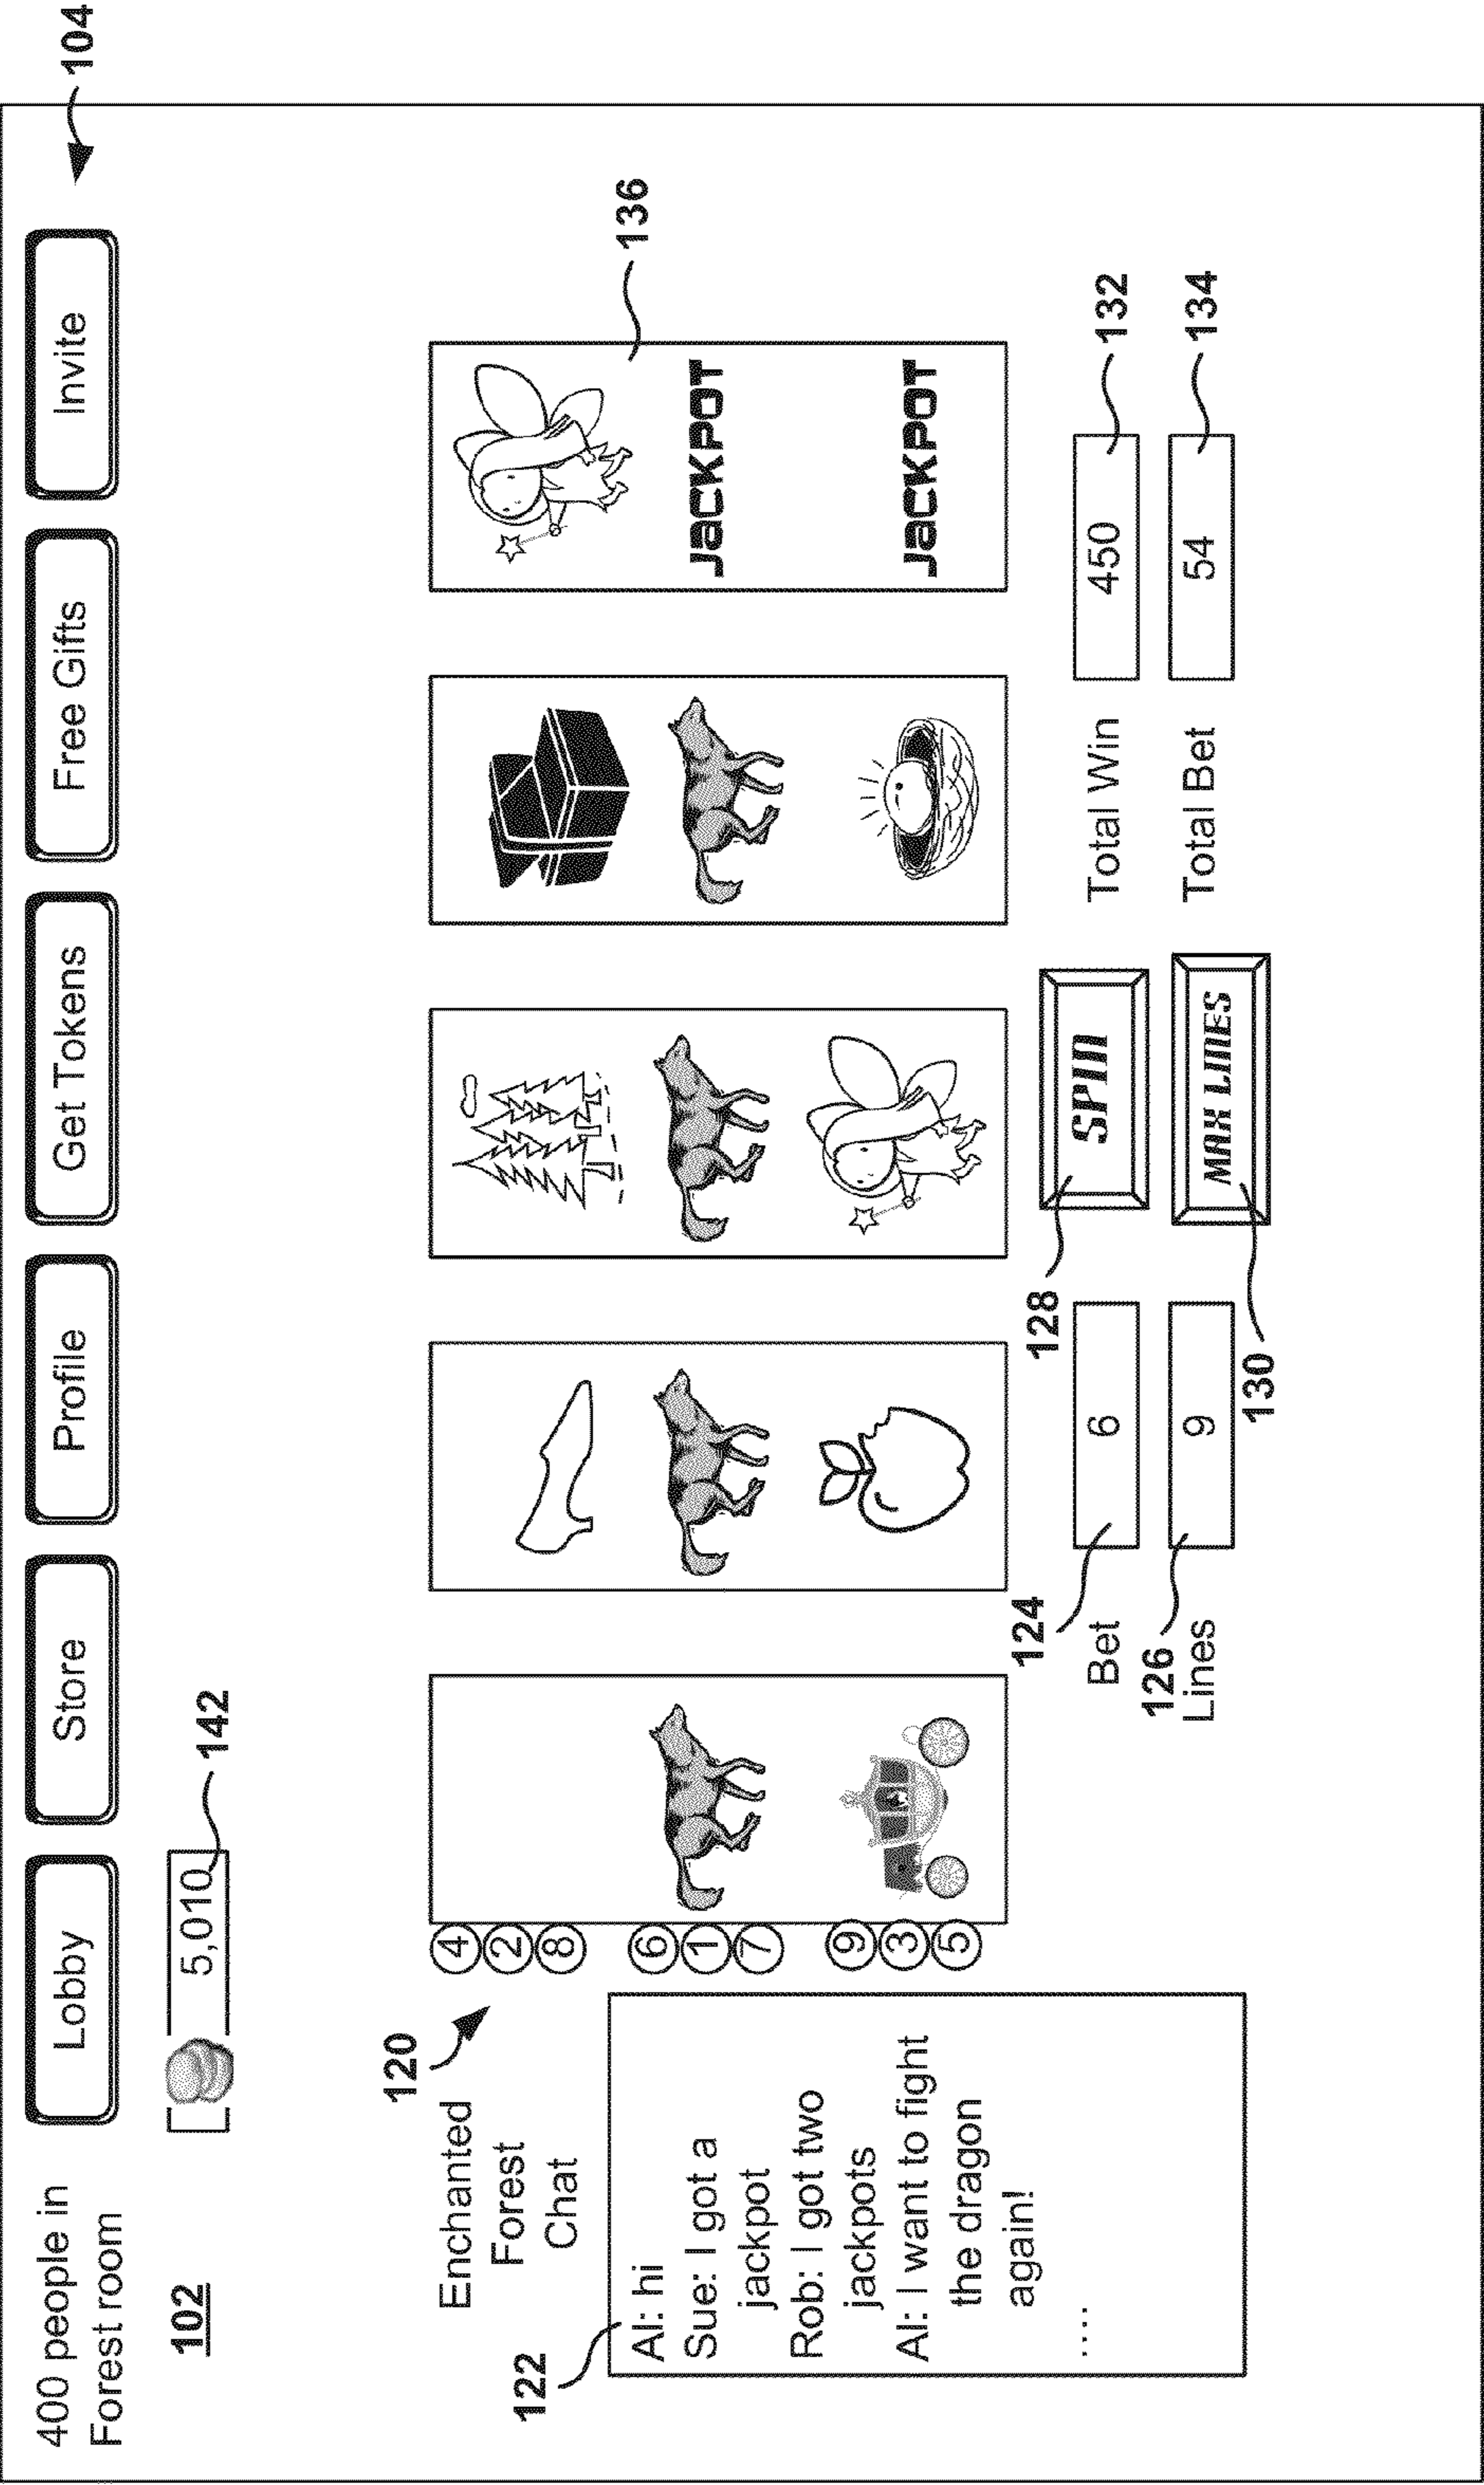 400 people in
Forest room
Lobby
Store
Profile
Get Tokens
Free Gifts
Invite
104
102
5,010
142
120
Enchanted
Forest
Chat
122
Al: hi
Sue: I got a
jackpot
Rob: I got two
jackpots
Al: I want to fight
the dragon
again!
....
4
2
8
6
1
7
9
3
5
136
JACKPOT
JACKPOT
124
Bet
6
126
Lines
9
128
SPIN
130
MAX LINES
Total Win
450
132
Total Bet
54
134